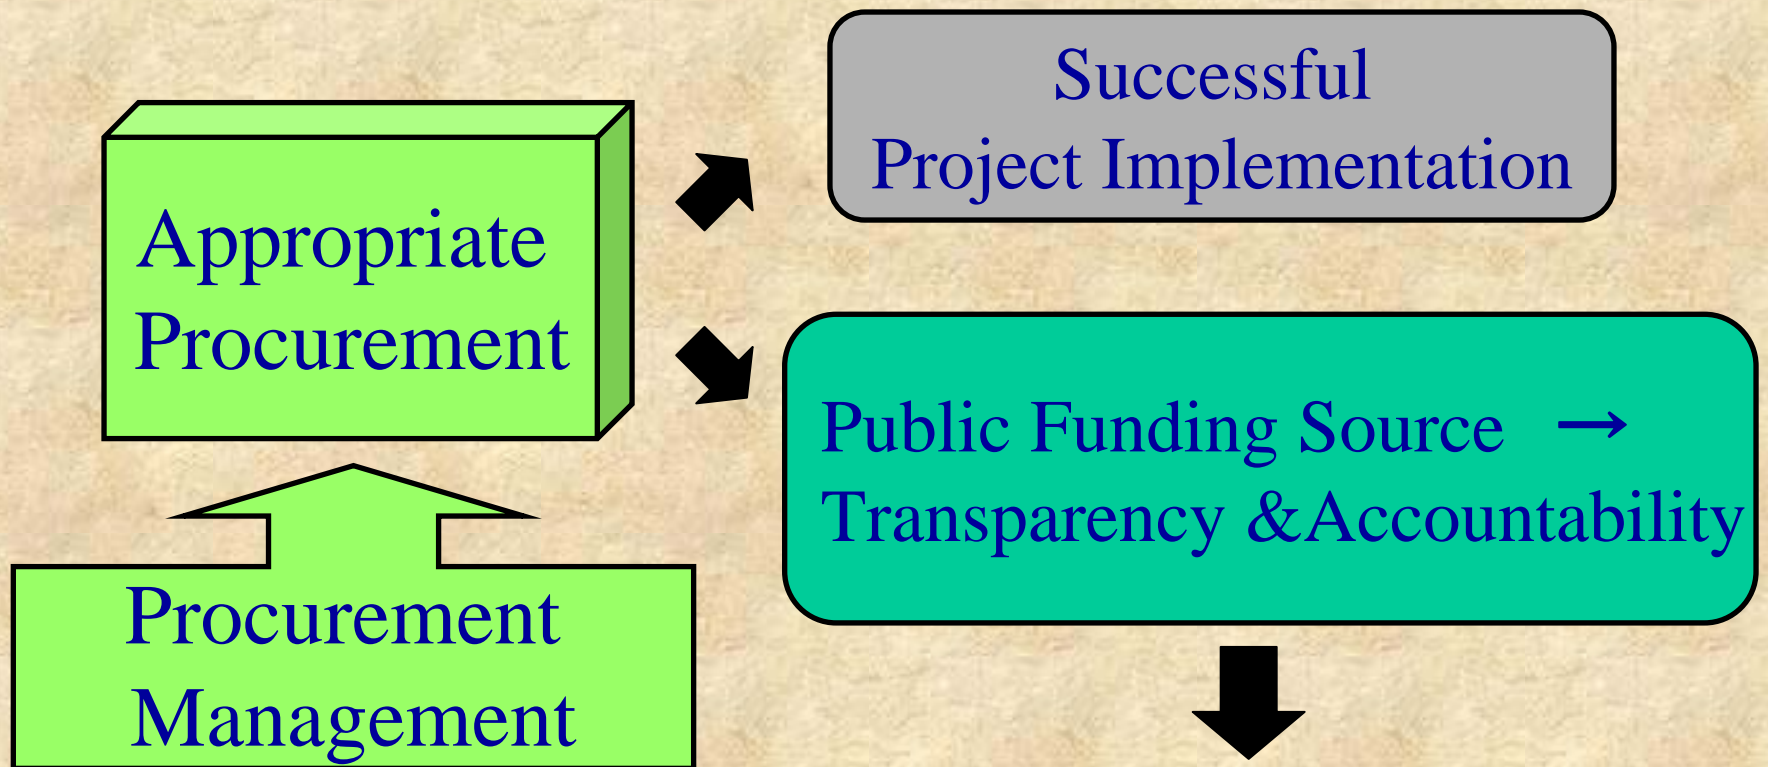 Successful
Project Implementation
Appropriate
Procurement
Public Funding Source →
Transparency &Accountability
Procurement
Management